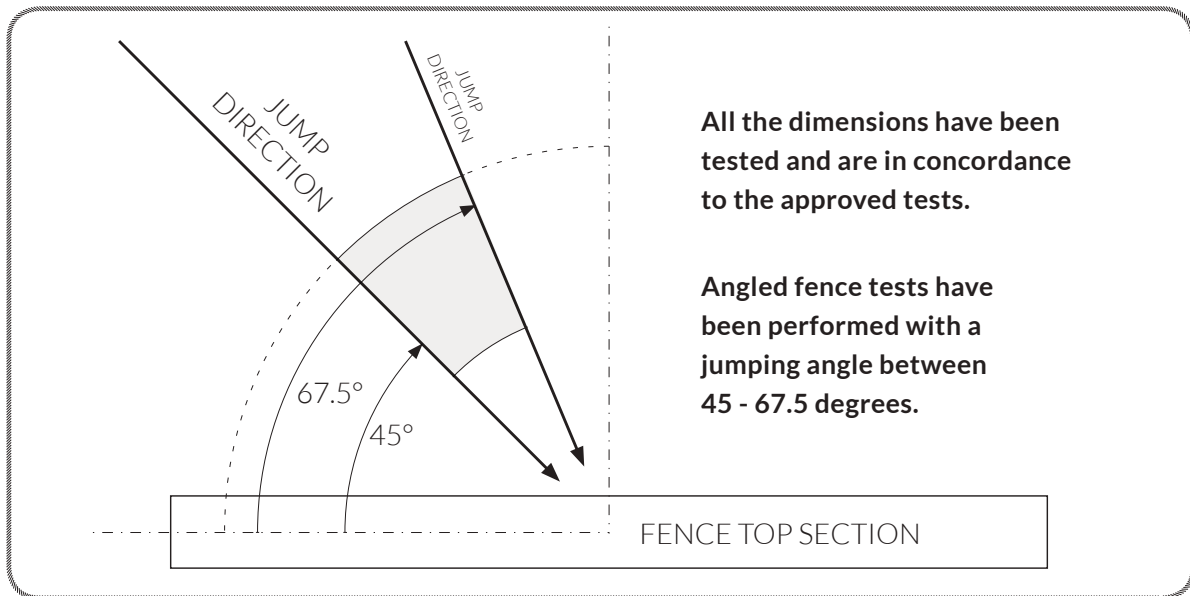 JUMP
DIRECTION
JUMP
DIRECTION
All the dimensions have been
tested and are in concordance
to the approved tests.
Angled fence tests have
been performed with a
jumping angle between
45 - 67.5 degrees.
67.5°
45°
FENCE TOP SECTION